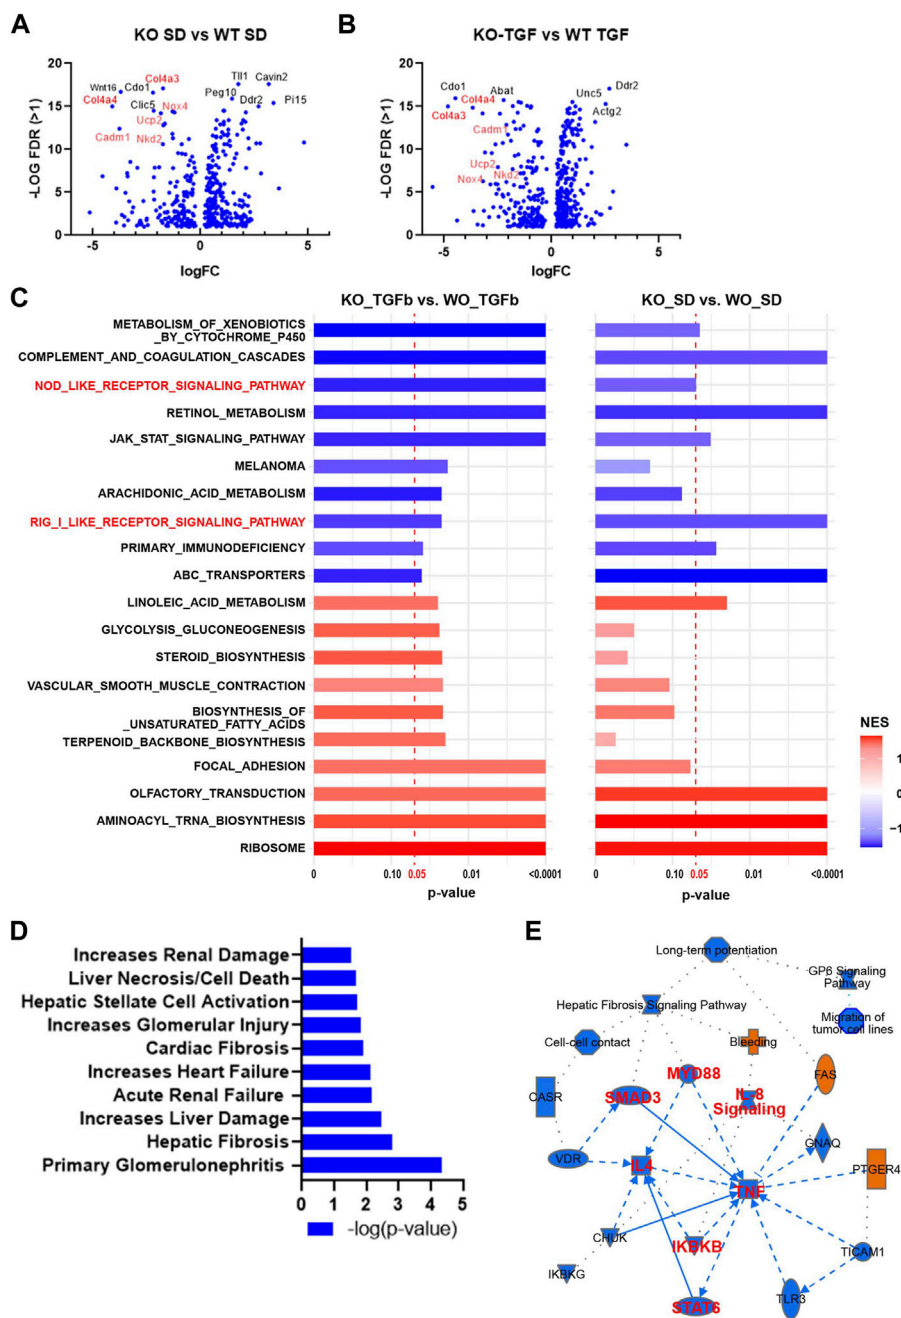 A
KO SD vs WT SD
-LOG FDR (>1)
20
15
10
5
0
Col4a3
Tll1
Cavin2
Wnt16
Cdo1
Peg10
Col4a4
Clic5
Nox4
Ddr2
Pi15
Ucp2
Cadm1
Nkd2
-5
0
5
logFC
B
KO-TGF vs WT TGF
-LOG FDR (>1)
20
15
10
5
0
Cdo1
Abat
Ddr2
Col4a4
Unc5
Col4a3
Actg2
Cadm1
Ucp2
Nkd2
Nox4
-5
0
5
logFC
C
KO_TGFb vs. WO_TGFb
KO_SD vs. WO_SD
METABOLISM_OF_XENOBIOTICS
_BY_CYTOCHROME_P450
COMPLEMENT_AND_COAGULATION_CASCADES
NOD_LIKE_RECEPTOR_SIGNALING_PATHWAY
RETINOL_METABOLISM
JAK_STAT_SIGNALING_PATHWAY
MELANOMA
ARACHIDONIC_ACID_METABOLISM
RIG_I_LIKE_RECEPTOR_SIGNALING_PATHWAY
PRIMARY_IMMUNODEFICIENCY
ABC_TRANSPORTERS
LINOLEIC_ACID_METABOLISM
GLYCOLYSIS_GLUCONEOGENESIS
STEROID_BIOSYNTHESIS
VASCULAR_SMOOTH_MUSCLE_CONTRACTION
BIOSYNTHESIS_OF
_UNSATURATED_FATTY_ACIDS
TERPENOID_BACKBONE_BIOSYNTHESIS
FOCAL_ADHESION
OLFACTORY_TRANSDUCTION
AMINOACYL_TRNA_BIOSYNTHESIS
RIBOSOME
0 0.10 0.05 0.01 <0.0001
p-value
0 0.10 0.05 0.01 <0.0001
p-value
NES
1
0
-1
D
Increases Renal Damage
Liver Necrosis/Cell Death
Hepatic Stellate Cell Activation
Increases Glomerular Injury
Cardiac Fibrosis
Increases Heart Failure
Acute Renal Failure
Increases Liver Damage
Hepatic Fibrosis
Primary Glomerulonephritis
0 1 2 3 4 5
-log(p-value)
E
Long-term potentiation
GP6 Signaling
Pathway
Hepatic Fibrosis Signaling Pathway
Migration of
tumor cell lines
Cell-cell contact
Bleeding
MYD88
FAS
CASR
SMAD3
IL-8
Signaling
GNAQ
VDR
IL4
PTGER4
TNF
CHUK
IKBKB
TICAM1
IKBKG
TLR3
STAT6